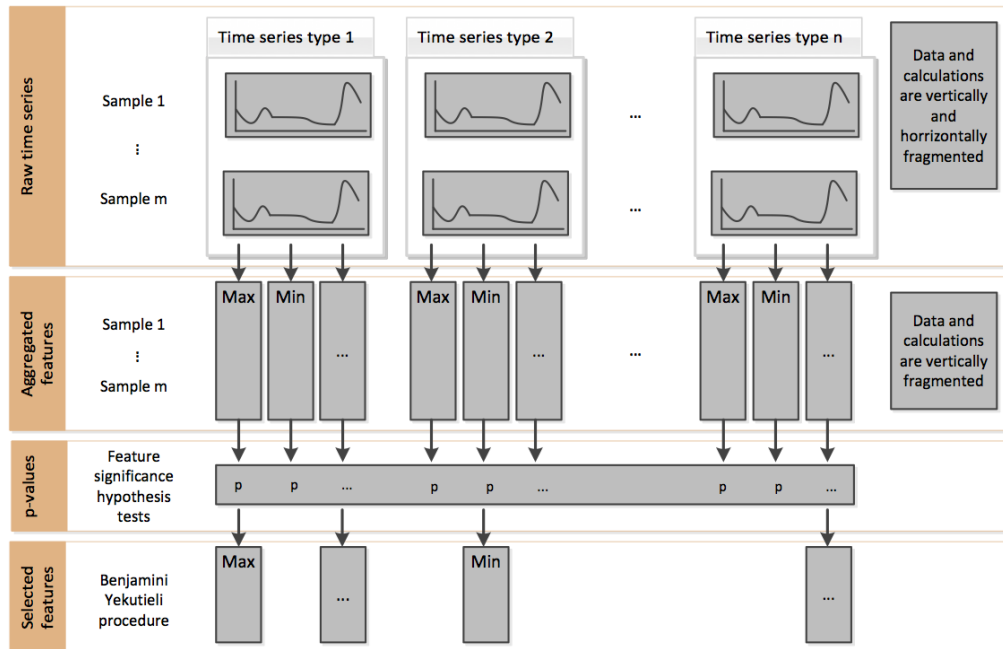 Raw time series
Time series type 1
Time series type 2
Time series type n
Sample 1
⋮
Sample m
...
...
Data and
calculations
are vertically
and
horrizontally
fragmented
Aggregated
features
Sample 1
⋮
Sample m
Max
Min
...
Max
Min
...
...
Max
Min
...
Data and
calculations
are vertically
fragmented
p-values
Feature
significance
hypothesis
tests
p
p
...
p
p
...
p
p
...
Selected
features
Benjamini
Yekutieli
procedure
Max
...
Min
...